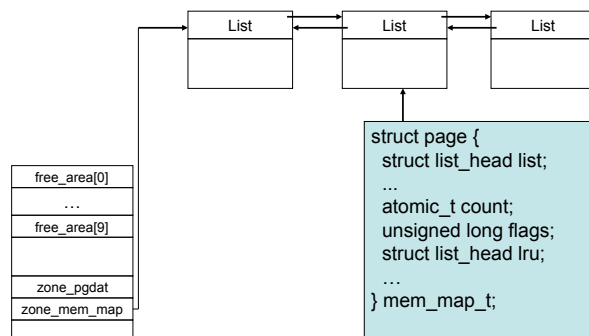 List
List
List
struct page {
struct list_head list;
...
atomic_t count;
unsigned long flags;
struct list_head lru;
…
} mem_map_t;
free_area[0]
…
free_area[9]
zone_pgdat
zone_mem_map